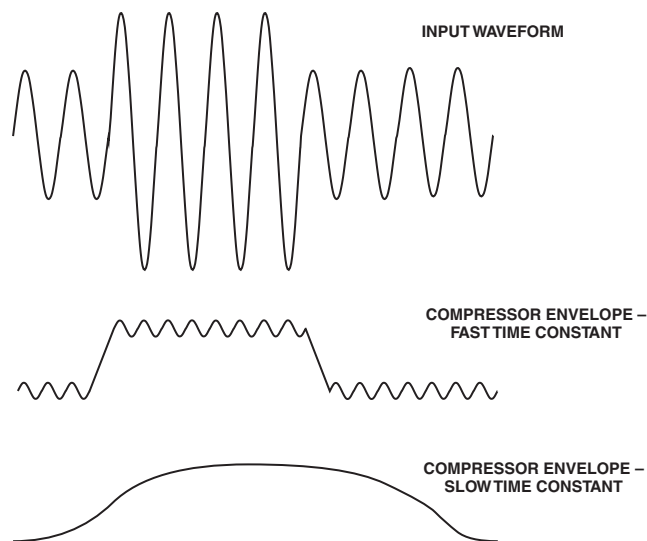 INPUT WAVEFORM
COMPRESSOR ENVELOPE –
FAST TIME CONSTANT
COMPRESSOR ENVELOPE –
SLOW TIME CONSTANT